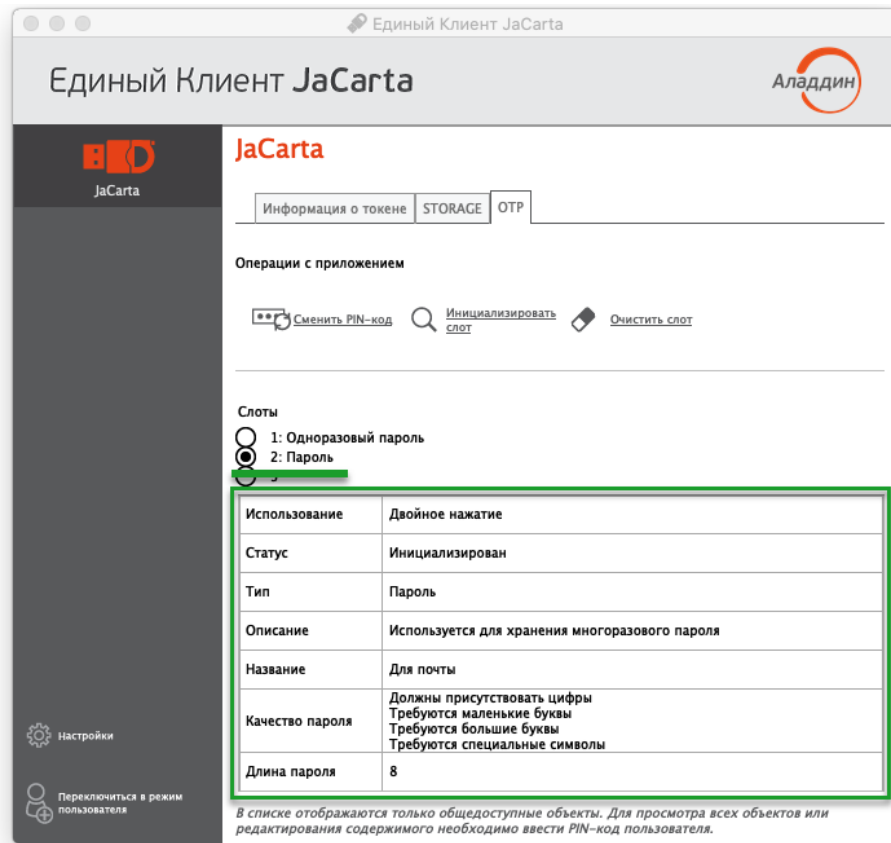 Единый Клиент JaCarta
Единый Клиент JaCarta
Аладдин
JaCarta
JaCarta
Информация о токене
STORAGE
OTP
Операции с приложением
Сменить PIN-код
Инициализировать
слот
Очистить слот
Слоты
1: Одноразовый пароль
2: Пароль
Использование
Двойное нажатие
Статус
Инициализирован
Тип
Пароль
Описание
Используется для хранения многоразового пароля
Название
Для почты
Качество пароля
Должны присутствовать цифры
Требуются маленькие буквы
Требуются большие буквы
Требуются специальные символы
Длина пароля
8
Настройки
Переключиться в режим
пользователя
В списке отображаются только общедоступные объекты. Для просмотра всех объектов или
редактирования содержимого необходимо ввести PIN-код пользователя.